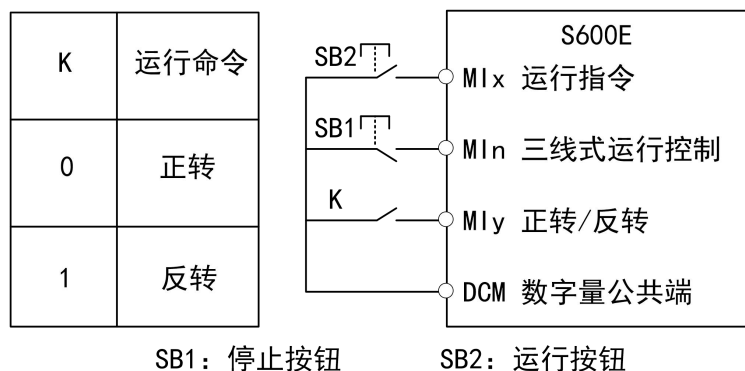 K 运行命令
0 正转
1 反转
S600E
SB2 MIx 运行指令
SB1 MIn 三线式运行控制
K MIy 正转/反转
DCM 数字量公共端
SB1：停止按钮 SB2：运行按钮